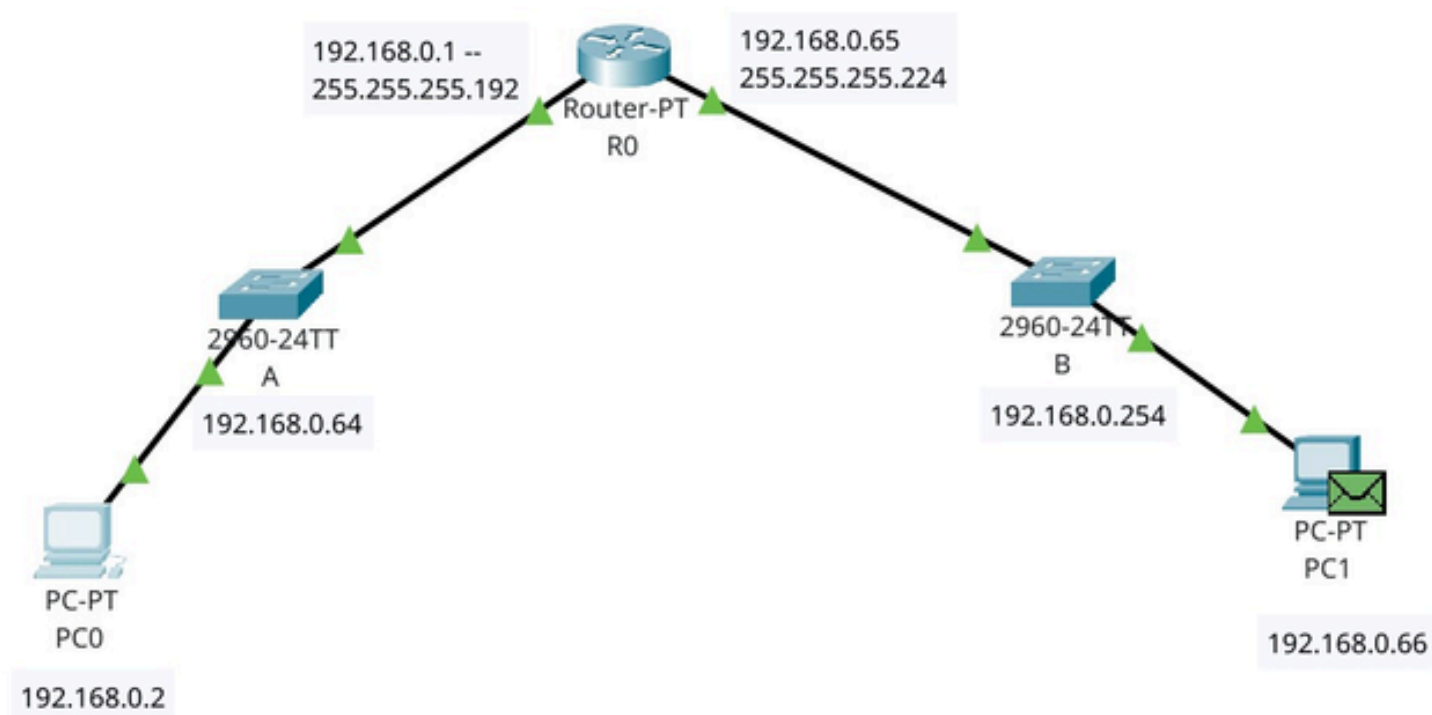 192.168.0.1 --
255.255.255.192
192.168.0.65
255.255.255.224
Router-PT
R0
2960-24TT
A
192.168.0.64
2960-24TT
B
192.168.0.254
PC-PT
PC0
192.168.0.2
PC-PT
PC1
192.168.0.66